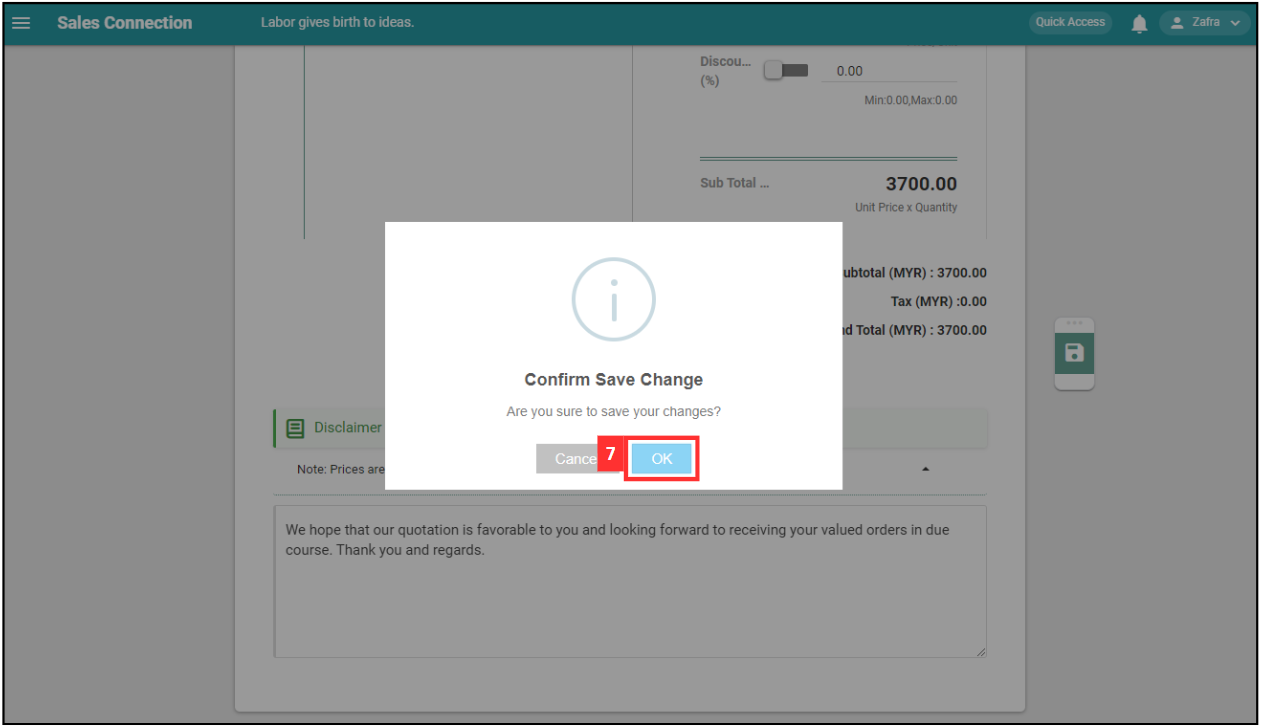 Sales Connection
Labor gives birth to ideas.
Quick Access
Zafra
Discou...
(%)
0.00
Min:0.00,Max:0.00
Sub Total ...
3700.00
Unit Price x Quantity
ubtotal (MYR) : 3700.00
Tax (MYR) :0.00
nd Total (MYR) : 3700.00
Confirm Save Change
Are you sure to save your changes?
Cance
7
OK
Disclaimer
Note: Prices are
We hope that our quotation is favorable to you and looking forward to receiving your valued orders in due
course. Thank you and regards.